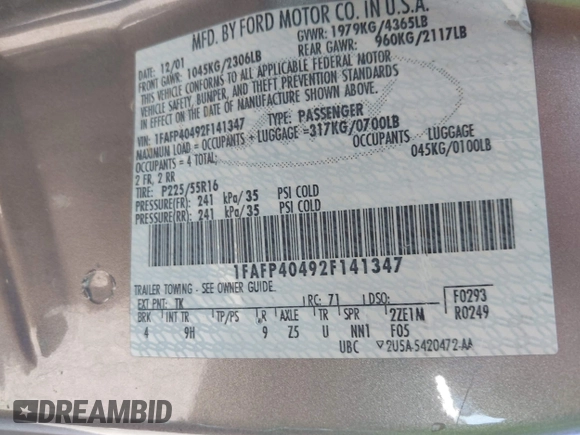 MFD. BY FORD MOTOR CO. IN U.S.A.
DATE: 12/01 GVWR: 1979KG/4365LB
FRONT GAWR: 1045KG/2306LB REAR GAWR: 960KG/2117LB
THIS VEHICLE CONFORMS TO ALL APPLICABLE FEDERAL MOTOR
VEHICLE SAFETY, BUMPER, AND THEFT PREVENTION STANDARDS
IN EFFECT ON THE DATE OF MANUFACTURE SHOWN ABOVE.
VIN: 1FAFP40492F141347 TYPE: PASSENGER
MAXIMUM LOAD = OCCUPANTS + LUGGAGE =317KG/0700LB
OCCUPANTS = 4 TOTAL: OCCUPANTS LUGGAGE
2 FR, 2 RR 045KG/0100LB
TIRE: P225/55R16
PRESSURE(FR): 241 kPa/35 PSI COLD
PRESSURE(RR): 241 kPa/35 PSI COLD
1FAFP40492F141347
TRAILER TOWING - SEE OWNER GUIDE.
EXT PNT: TK RC: 71 DSO: F0293
BRK INT TR TP/PS R AXLE TR SPR 2ZE1M R0249
4 9H 9 Z5 U NN1 F05
UBC ▽2U5A-5420472-AA
DREAMBID